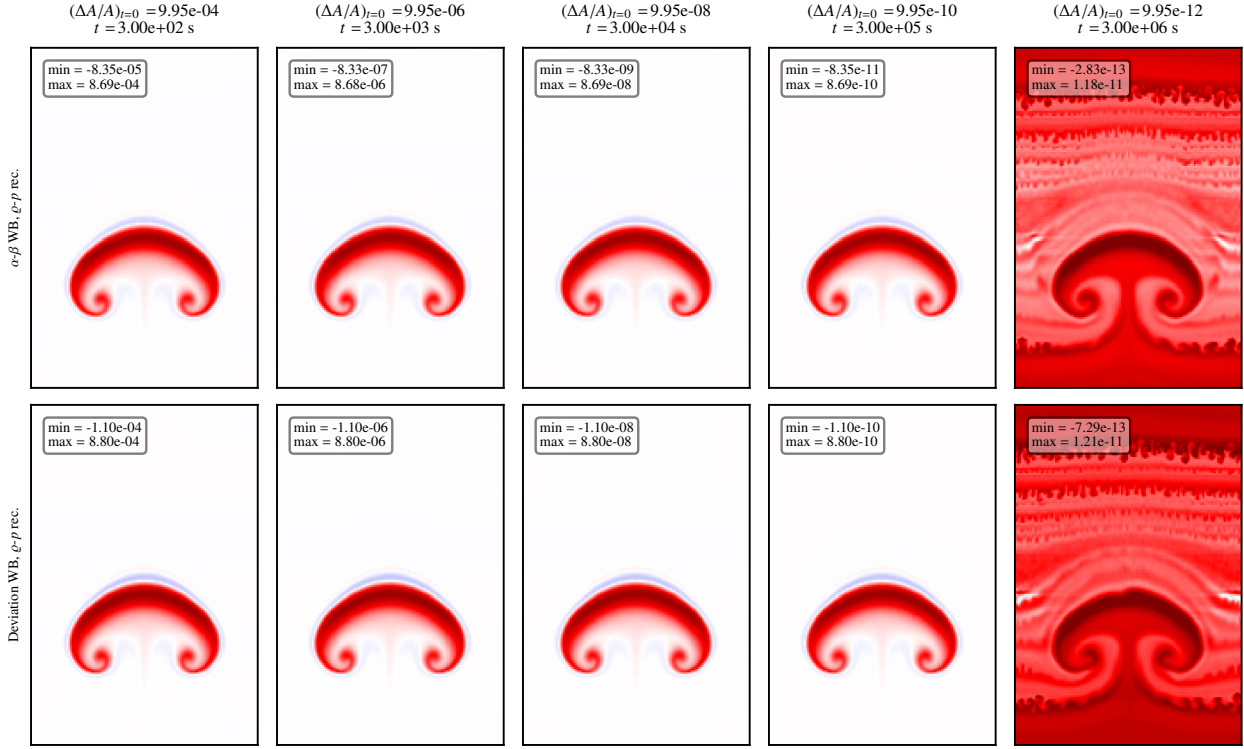 (ΔA/A)t=0 =9.95e-04
t =3.00e+02 s
(ΔA/A)t=0 =9.95e-06
t =3.00e+03 s
(ΔA/A)t=0 =9.95e-08
t =3.00e+04 s
(ΔA/A)t=0 =9.95e-10
t =3.00e+05 s
(ΔA/A)t=0 =9.95e-12
t =3.00e+06 s
α-β WB, ϱ-p rec.
min = -8.35e-05
max = 8.69e-04
min = -8.33e-07
max = 8.68e-06
min = -8.33e-09
max = 8.69e-08
min = -8.35e-11
max = 8.69e-10
min = -2.83e-13
max = 1.18e-11
Deviation WB, ϱ-p rec.
min = -1.10e-04
max = 8.80e-04
min = -1.10e-06
max = 8.80e-06
min = -1.10e-08
max = 8.80e-08
min = -1.10e-10
max = 8.80e-10
min = -7.29e-13
max = 1.21e-11